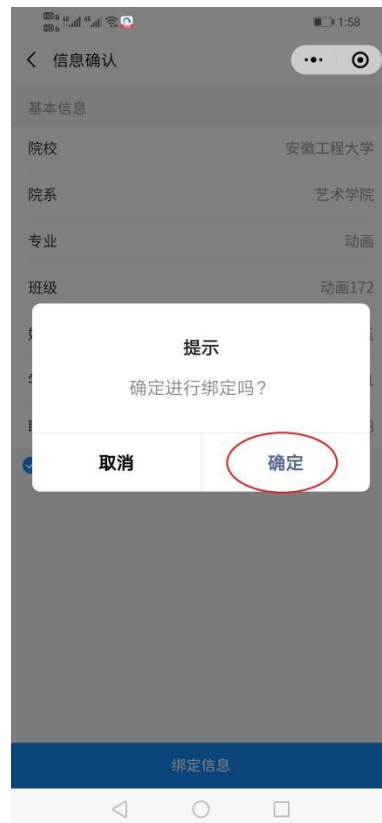 1:58
信息确认
基本信息
院校 安徽工程大学
院系 艺术学院
专业 动画
班级 动画172
提示
确定进行绑定吗？
取消 确定
绑定信息